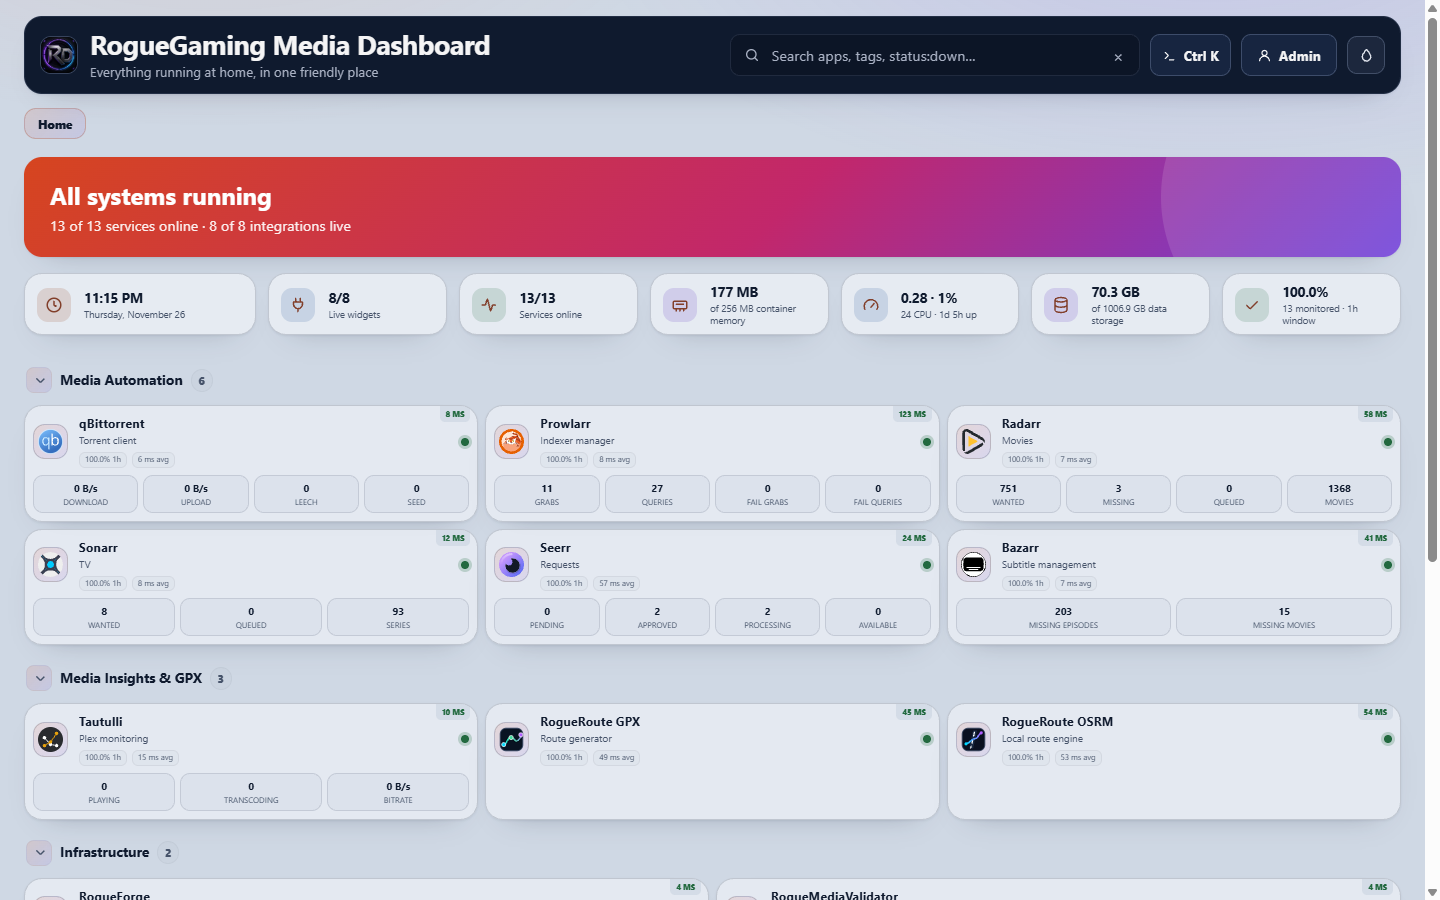 RogueGaming Media Dashboard
Everything running at home, in one friendly place
Search apps, tags, status:down...
×
Ctrl K
Admin
Home
All systems running
13 of 13 services online · 8 of 8 integrations live
11:15 PM
Thursday, November 26
8/8
Live widgets
13/13
Services online
177 MB
of 256 MB container
memory
0.28 · 1%
24 CPU · 1d 5h up
70.3 GB
of 1006.9 GB data
storage
100.0%
13 monitored · 1h
window
Media Automation 6
qBittorrent
8 MS
Torrent client
100.0% 1h 6 ms avg
0 B/s
DOWNLOAD
0 B/s
UPLOAD
0
LEECH
0
SEED
Prowlarr
123 MS
Indexer manager
100.0% 1h 8 ms avg
11
GRABS
27
QUERIES
0
FAIL GRABS
0
FAIL QUERIES
Radarr
58 MS
Movies
100.0% 1h 7 ms avg
751
WANTED
3
MISSING
0
QUEUED
1368
MOVIES
Sonarr
12 MS
TV
100.0% 1h 8 ms avg
8
WANTED
0
QUEUED
93
SERIES
Seerr
24 MS
Requests
100.0% 1h 57 ms avg
0
PENDING
2
APPROVED
2
PROCESSING
0
AVAILABLE
Bazarr
41 MS
Subtitle management
100.0% 1h 7 ms avg
203
MISSING EPISODES
15
MISSING MOVIES
Media Insights & GPX 3
Tautulli
10 MS
Plex monitoring
100.0% 1h 15 ms avg
0
PLAYING
0
TRANSCODING
0 B/s
BITRATE
RogueRoute GPX
45 MS
Route generator
100.0% 1h 49 ms avg
RogueRoute OSRM
54 MS
Local route engine
100.0% 1h 53 ms avg
Infrastructure 2
RogueForge
4 MS
RogueMediaValidator
4 MS